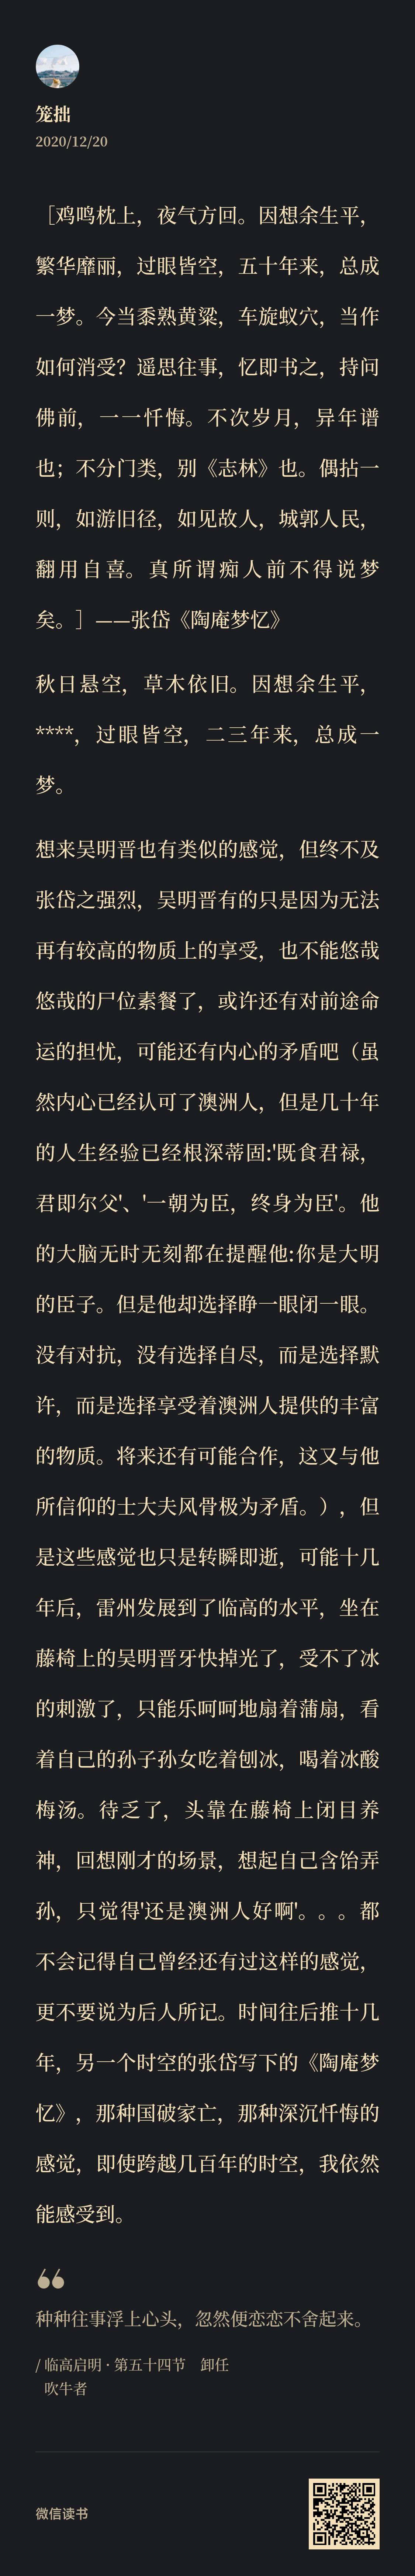 笼拙
2020/12/20
［鸡鸣枕上，夜气方回。因想余生平，
繁华靡丽，过眼皆空，五十年来，总成
一梦。今当黍熟黄粱，车旋蚁穴，当作
如何消受？遥思往事，忆即书之，持问
佛前，一一忏悔。不次岁月，异年谱
也；不分门类，别《志林》也。偶拈一
则，如游旧径，如见故人，城郭人民，
翻用自喜。真所谓痴人前不得说梦
矣。］——张岱《陶庵梦忆》
秋日悬空，草木依旧。因想余生平，
****，过眼皆空，二三年来，总成一
梦。
想来吴明晋也有类似的感觉，但终不及
张岱之强烈，吴明晋有的只是因为无法
再有较高的物质上的享受，也不能悠哉
悠哉的尸位素餐了，或许还有对前途命
运的担忧，可能还有内心的矛盾吧（虽
然内心已经认可了澳洲人，但是几十年
的人生经验已经根深蒂固:'既食君禄，
君即尔父'、'一朝为臣，终身为臣'。他
的大脑无时无刻都在提醒他:你是大明
的臣子。但是他却选择睁一眼闭一眼。
没有对抗，没有选择自尽，而是选择默
许，而是选择享受着澳洲人提供的丰富
的物质。将来还有可能合作，这又与他
所信仰的士大夫风骨极为矛盾。），但
是这些感觉也只是转瞬即逝，可能十几
年后，雷州发展到了临高的水平，坐在
藤椅上的吴明晋牙快掉光了，受不了冰
的刺激了，只能乐呵呵地扇着蒲扇，看
着自己的孙子孙女吃着刨冰，喝着冰酸
梅汤。待乏了，头靠在藤椅上闭目养
神，回想刚才的场景，想起自己含饴弄
孙，只觉得'还是澳洲人好啊'。。。都
不会记得自己曾经还有过这样的感觉，
更不要说为后人所记。时间往后推十几
年，另一个时空的张岱写下的《陶庵梦
忆》，那种国破家亡，那种深沉忏悔的
感觉，即使跨越几百年的时空，我依然
能感受到。
种种往事浮上心头，忽然便恋恋不舍起来。
/ 临高启明 · 第五十四节　卸任
吹牛者
微信读书